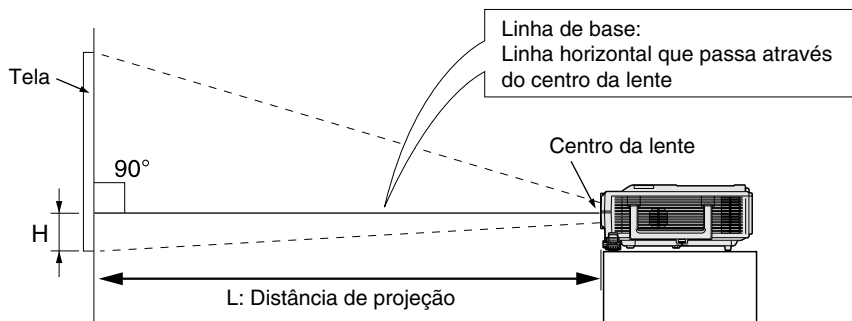 Linha de base:
Linha horizontal que passa através
do centro da lente
Tela
Centro da lente
90°
H
L: Distância de projeção